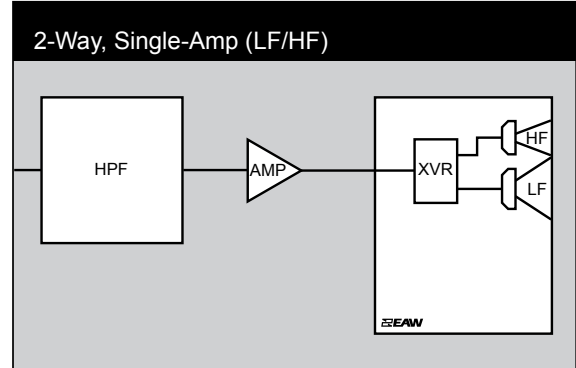 2-Way, Single-Amp (LF/HF)
HPF
AMP
XVR
HF
LF
EAW